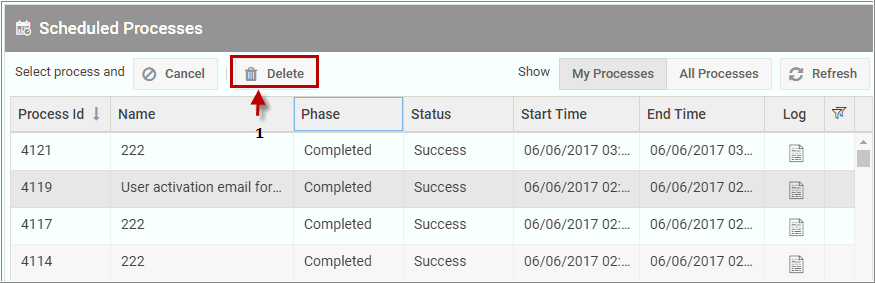 Scheduled Processes
Select process and Cancel Delete Show My Processes All Processes Refresh
1
Process Id Name Phase Status Start Time End Time Log
4121 222 Completed Success 06/06/2017 03:... 06/06/2017 03...
4119 User activation email for... Completed Success 06/06/2017 02:... 06/06/2017 02...
4117 222 Completed Success 06/06/2017 02:... 06/06/2017 02...
4114 222 Completed Success 06/06/2017 02:... 06/06/2017 02...